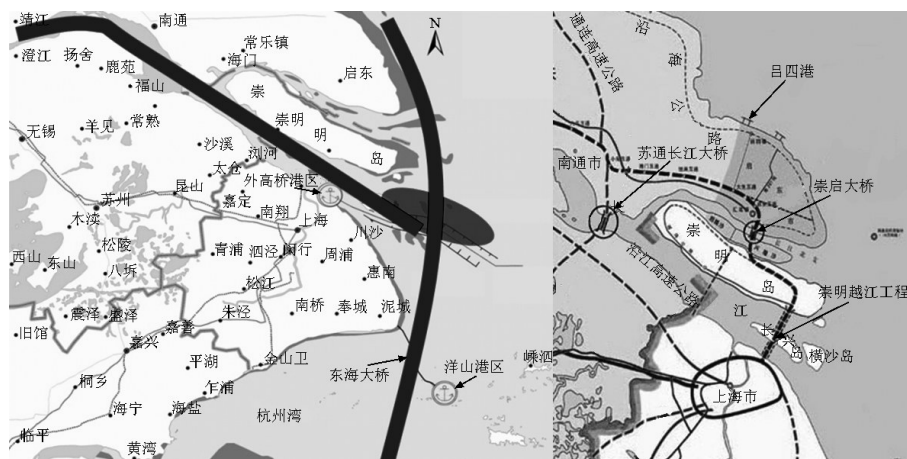 靖江
南通
N
常乐镇
海门
澄江
扬舍
鹿苑
启东
福山
崇
明
岛
崇明
羊见
常熟
无锡
沙溪
浏河
太仓
外高桥港区
昆山
嘉定
苏州
南翔
上海
木渎
川沙
松陵
青浦
泗泾
闵行
周浦
西山
东山
八坼
惠南
松江
南桥
奉城
泥城
朱泾
震泽
盛泽
旧馆
嘉善
嘉兴
平湖
金山卫
东海大桥
洋山港区
嵊泗
桐乡
乍浦
海宁
海盐
杭州湾
临平
黄湾
通连高速公路
沿
海
公
路
吕四港
南通市
苏通长江大桥
崇启大桥
长
崇
明
岛
沿江高速公路
江
崇明越江工程
长
兴
岛
横沙岛
上海市